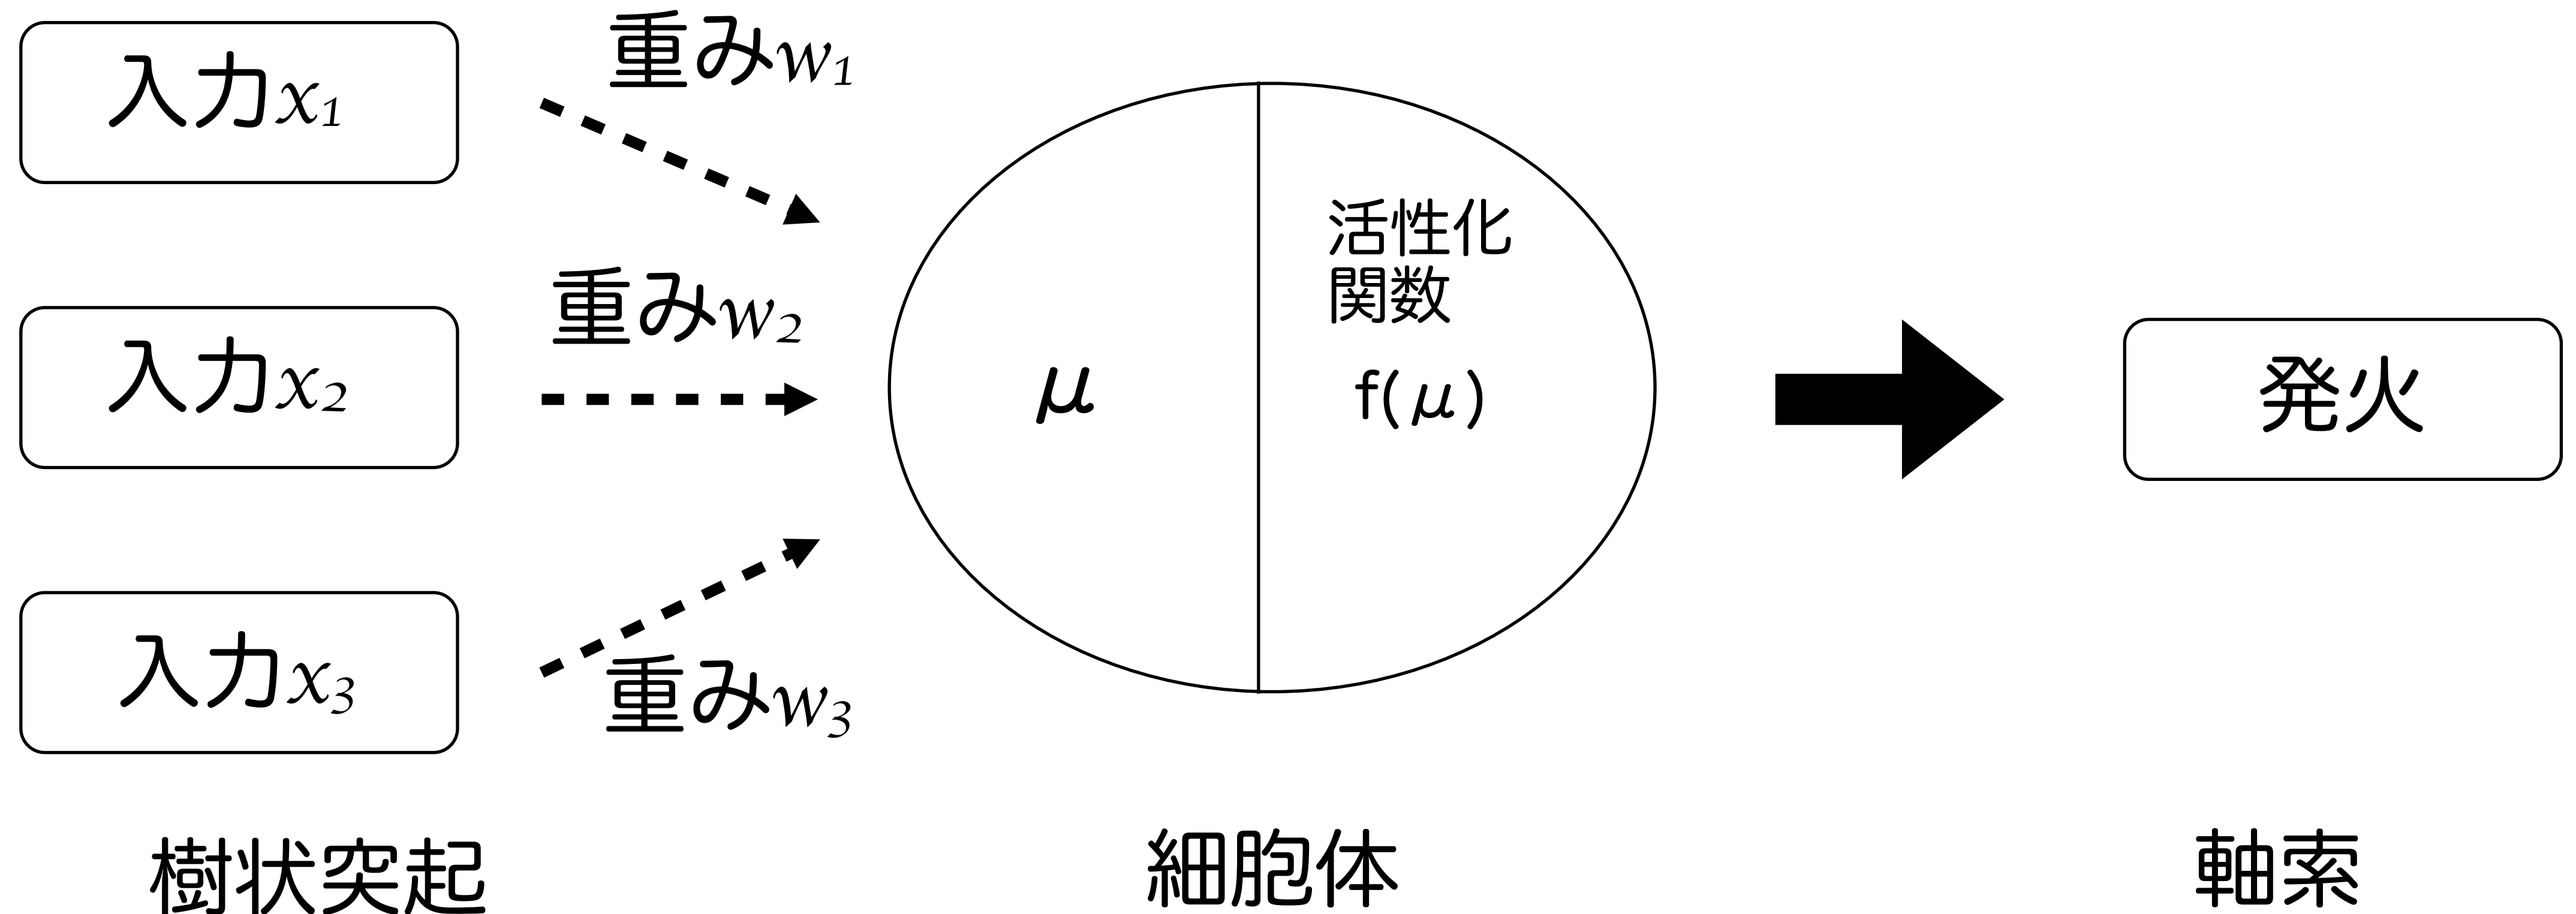 入力x₁
重みw₁
入力x₂
重みw₂
入力x₃
重みw₃
μ
活性化
関数
f(μ)
発火
樹状突起
細胞体
軸索